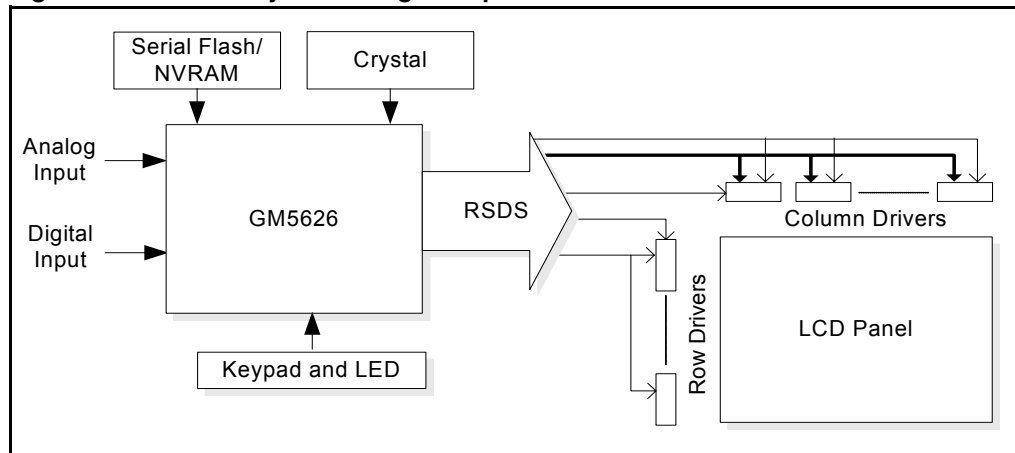 Serial Flash/
NVRAM
Crystal
Analog
Input
GM5626
RSDS
Digital
Input
Column Drivers
Row Drivers
LCD Panel
Keypad and LED